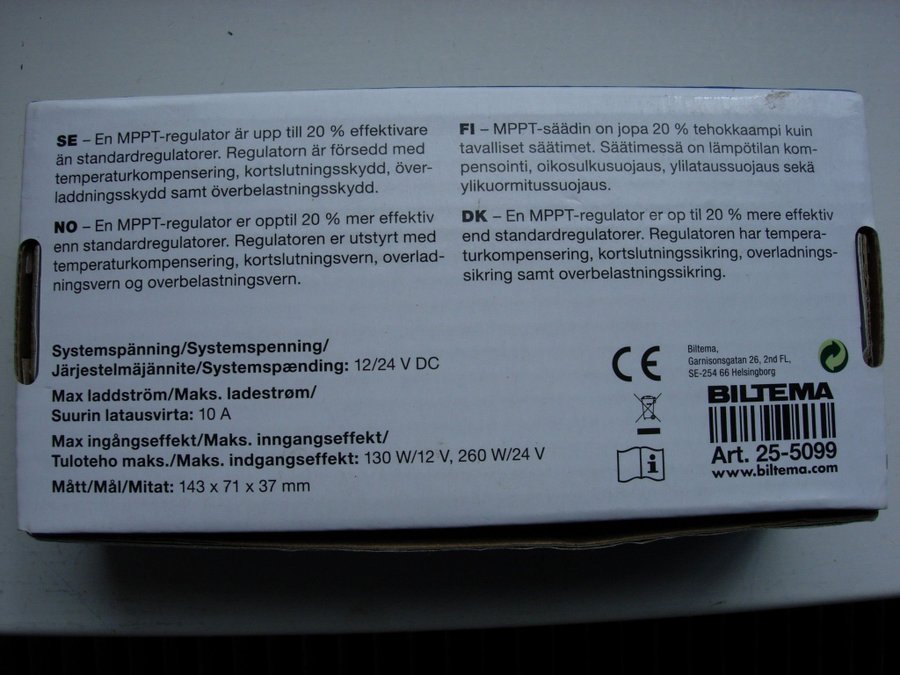 SE – En MPPT-regulator är upp till 20 % effektivare
än standardregulatorer. Regulatorn är försedd med
temperaturkompensering, kortslutningsskydd, över-
laddningsskydd samt överbelastningsskydd.
NO – En MPPT-regulator er opptil 20 % mer effektiv
enn standardregulatorer. Regulatoren er utstyrt med
temperaturkompensering, kortslutningsvern, overlad-
ningsvern og overbelastningsvern.
FI – MPPT-säädin on jopa 20 % tehokkaampi kuin
tavalliset säätimet. Säätimessä on lämpötilan kom-
pensointi, oikosulkusuojaus, ylilataussuojaus sekä
ylikuormitussuojaus.
DK – En MPPT-regulator er op til 20 % mere effektiv
end standardregulatorer. Regulatoren har tempera-
turkompensering, kortslutningssikring, overladnings-
sikring samt overbelastningssikring.
Systemspänning/Systemspenning/
Järjestelmäjännite/Systemspænding: 12/24 V DC
Max laddström/Maks. ladestrøm/
Suurin latausvirta: 10 A
Max ingångseffekt/Maks. inngangseffekt/
Tuloteho maks./Maks. indgangseffekt: 130 W/12 V, 260 W/24 V
Mått/Mål/Mitat: 143 x 71 x 37 mm
CE
i
Biltema,
Garnisonsgatan 26, 2nd FL,
SE-254 66 Helsingborg
BILTEMA
Art. 25-5099
www.biltema.com